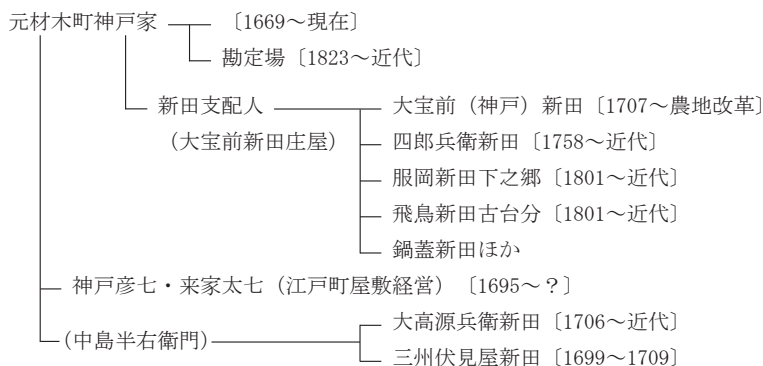 元材木町神戸家 〔1669～現在〕
勘定場〔1823～近代〕
新田支配人 大宝前（神戸）新田〔1707～農地改革〕
（大宝前新田庄屋） 四郎兵衛新田〔1758～近代〕
服岡新田下之郷〔1801～近代〕
飛鳥新田古台分〔1801～近代〕
鍋蓋新田ほか
神戸彦七・来家太七（江戸町屋敷経営）〔1695～？〕
（中島半右衛門） 大高源兵衛新田〔1706～近代〕
三州伏見屋新田〔1699～1709〕